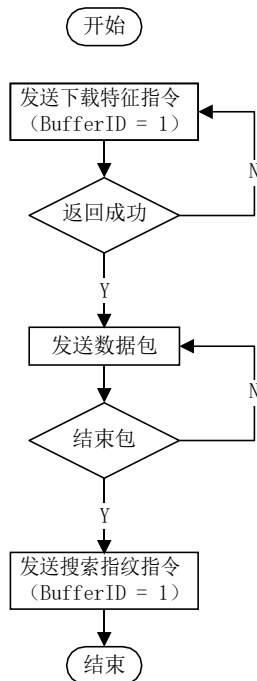 开始
发送下载特征指令
（BufferID = 1）
N
返回成功
Y
发送数据包
N
结束包
Y
发送搜索指纹指令
（BufferID = 1）
结束